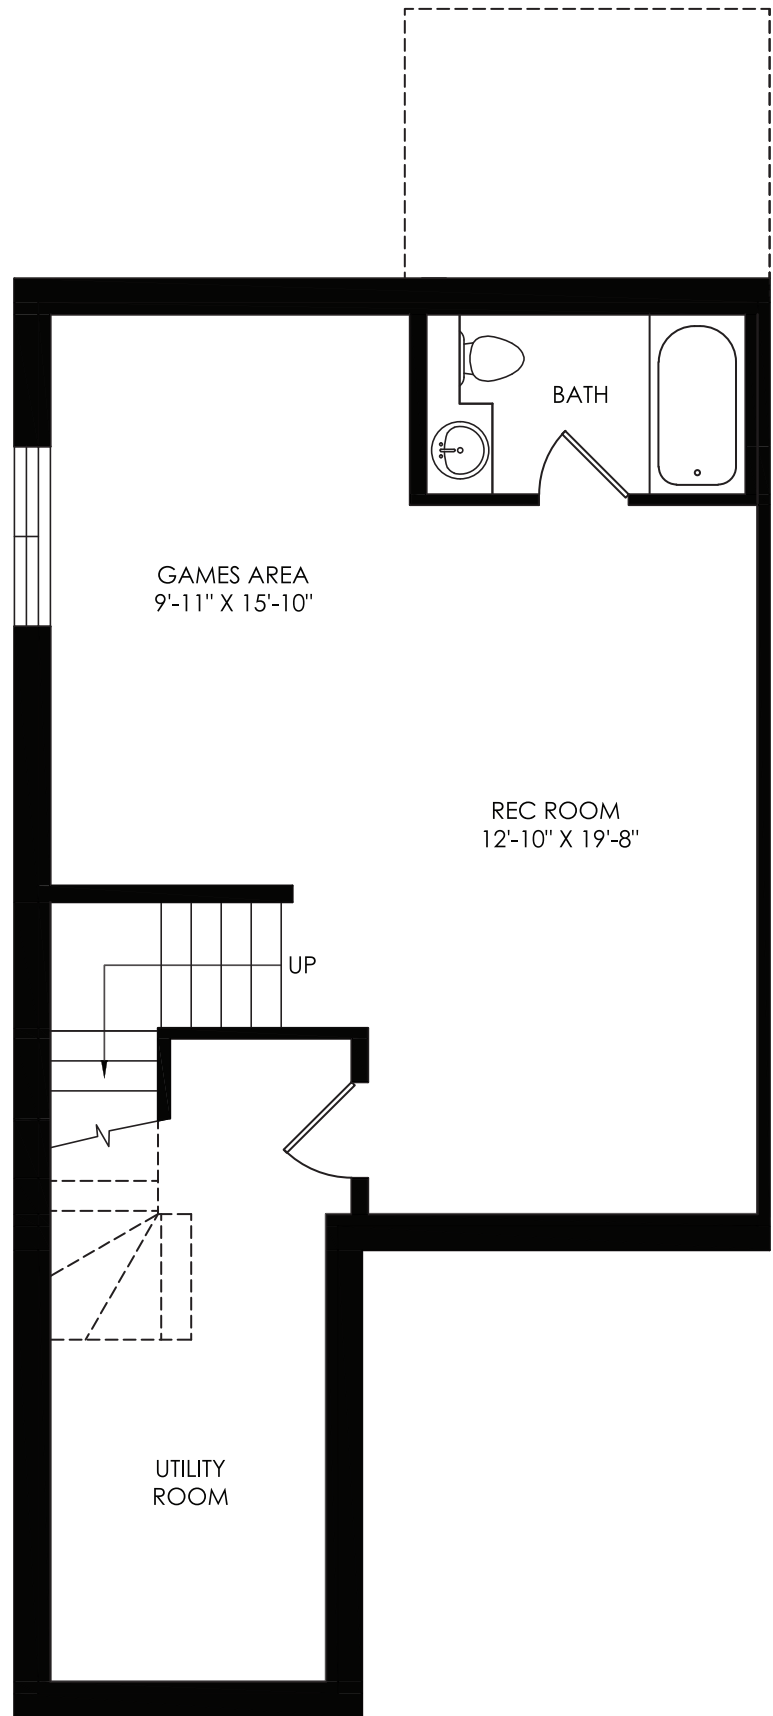 BATH
GAMES AREA
9'-11" X 15'-10"
REC ROOM
12'-10" X 19'-8"
UP
UTILITY
ROOM